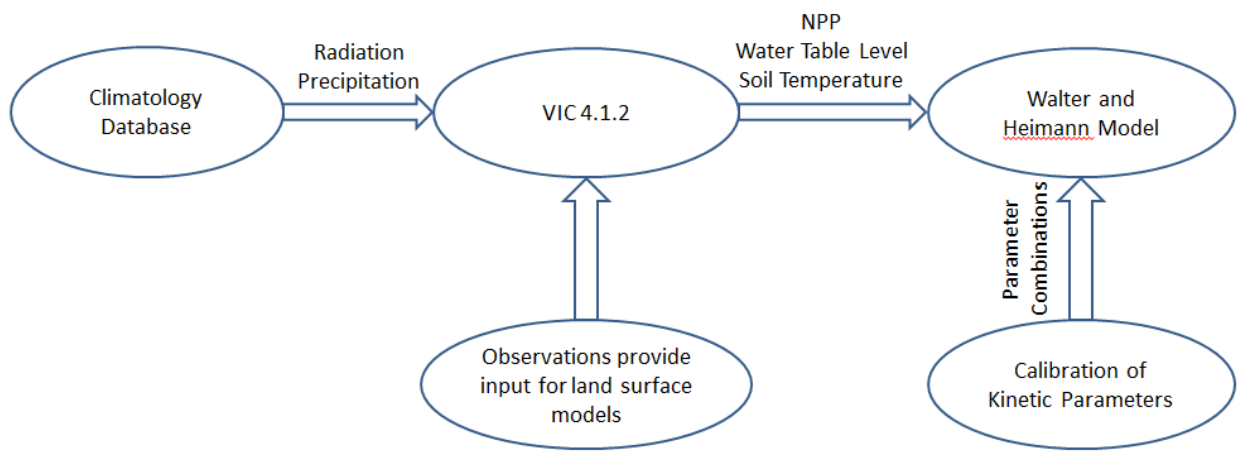 Climatology
Database
Radiation
Precipitation
VIC 4.1.2
NPP
Water Table Level
Soil Temperature
Walter and
Heimann Model
Observations provide
input for land surface
models
Parameter
Combinations
Calibration of
Kinetic Parameters